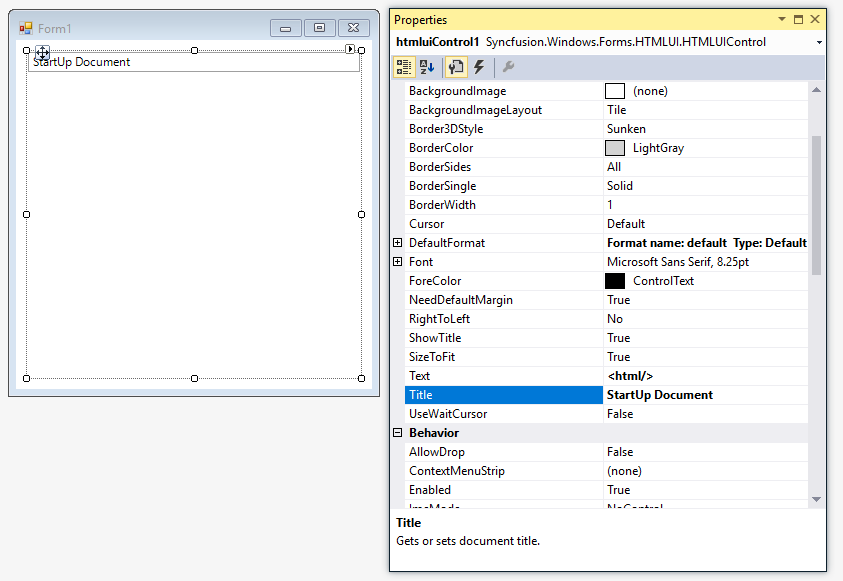 Form1
StartUp Document
Properties
htmluiControl1 Syncfusion.Windows.Forms.HTMLUI.HTMLUIControl
BackgroundImage (none)
BackgroundImageLayout Tile
Border3DStyle Sunken
BorderColor LightGray
BorderSides All
BorderSingle Solid
BorderWidth 1
Cursor Default
DefaultFormat Format name: default Type: Default
Font Microsoft Sans Serif, 8.25pt
ForeColor ControlText
NeedDefaultMargin True
RightToLeft No
ShowTitle True
SizeToFit True
Text <html/>
Title StartUp Document
UseWaitCursor False
Behavior
AllowDrop False
ContextMenuStrip (none)
Enabled True
ImeMode NoControl
Title
Gets or sets document title.